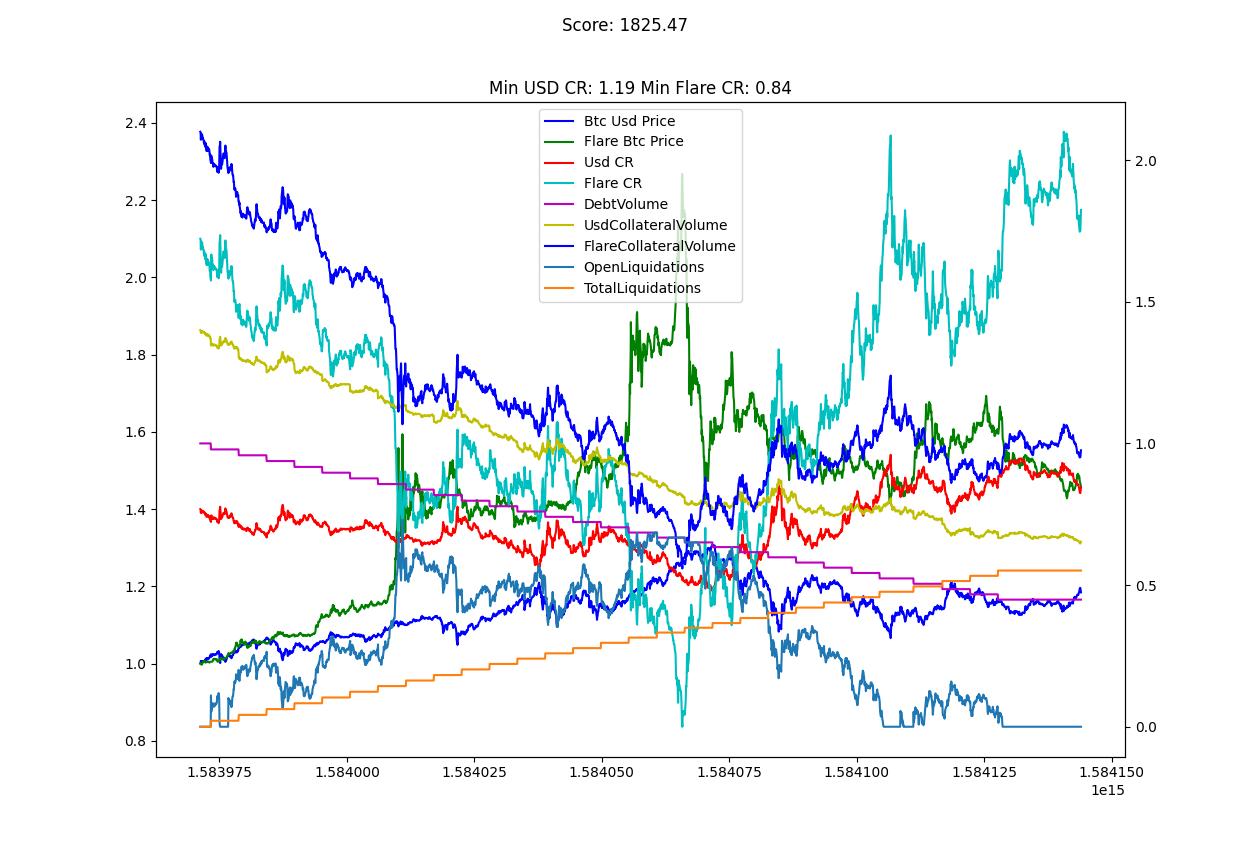 Score: 1825.47
Min USD CR: 1.19 Min Flare CR: 0.84
Btc Usd Price
Flare Btc Price
Usd CR
Flare CR
DebtVolume
UsdCollateralVolume
FlareCollateralVolume
OpenLiquidations
TotalLiquidations
2.4
2.2
2.0
1.8
1.6
1.4
1.2
1.0
0.8
2.0
1.5
1.0
0.5
0.0
1.583975 1.584000 1.584025 1.584050 1.584075 1.584100 1.584125 1.584150
1e15